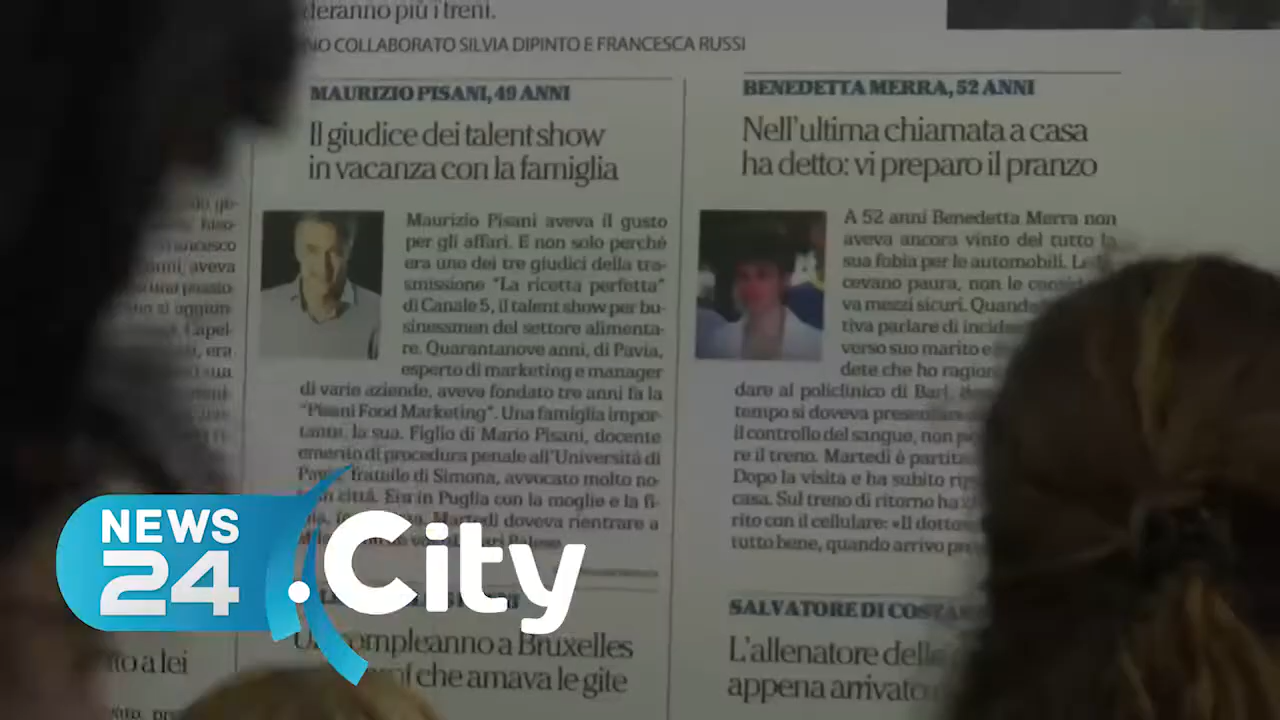 deranno più i treni.
NO COLLABORATO SILVIA DIPINTO E FRANCESCA RUSSI
MAURIZIO PISANI, 49 ANNI
Il giudice dei talent show
in vacanza con la famiglia
Maurizio Pisani aveva il gusto
per gli affari. E non solo perché
era uno dei tre giudici della tra-
smissione "La ricetta perfetta"
di Canale 5, il talent show per bu-
sinessmen del settore alimenta-
re. Quarantanove anni, di Pavia,
esperto di marketing e manager
di varie aziende, aveve fondato tre anni fa la
"Pisani Food Marketing". Una famiglia impor-
tante, la sua. Figlio di Mario Pisani, docente
emerito di procedura penale all'Università di
fratello di Simona, avvocato molto no-
città. Era in Puglia con la moglie e la fi-
Martedì doveva rientrare a
BENEDETTA MERRA, 52 ANNI
Nell'ultima chiamata a casa
ha detto: vi preparo il pranzo
A 52 anni Benedetta Merra non
aveva ancora vinto del tutto la
sua fobia per le automobili. Le
cevano paura, non le
va mezzi sicuri.
tiva parlare di
verso suo marito e
dete che ho
dare al policlinico di Bari,
tempo si doveva
il controllo del sangue, non
re il treno. Martedì è
Dopo la visita e ha subito
casa. Sul treno di ritorno ha
rito con il cellulare: «Il
tutto bene, quando arrivo
compleanno a Bruxelles
che amava le gite
SALVATORE DI
L'allenatore
appena arrivato
a lei
aveva
era
sua
NEWS
24
.City